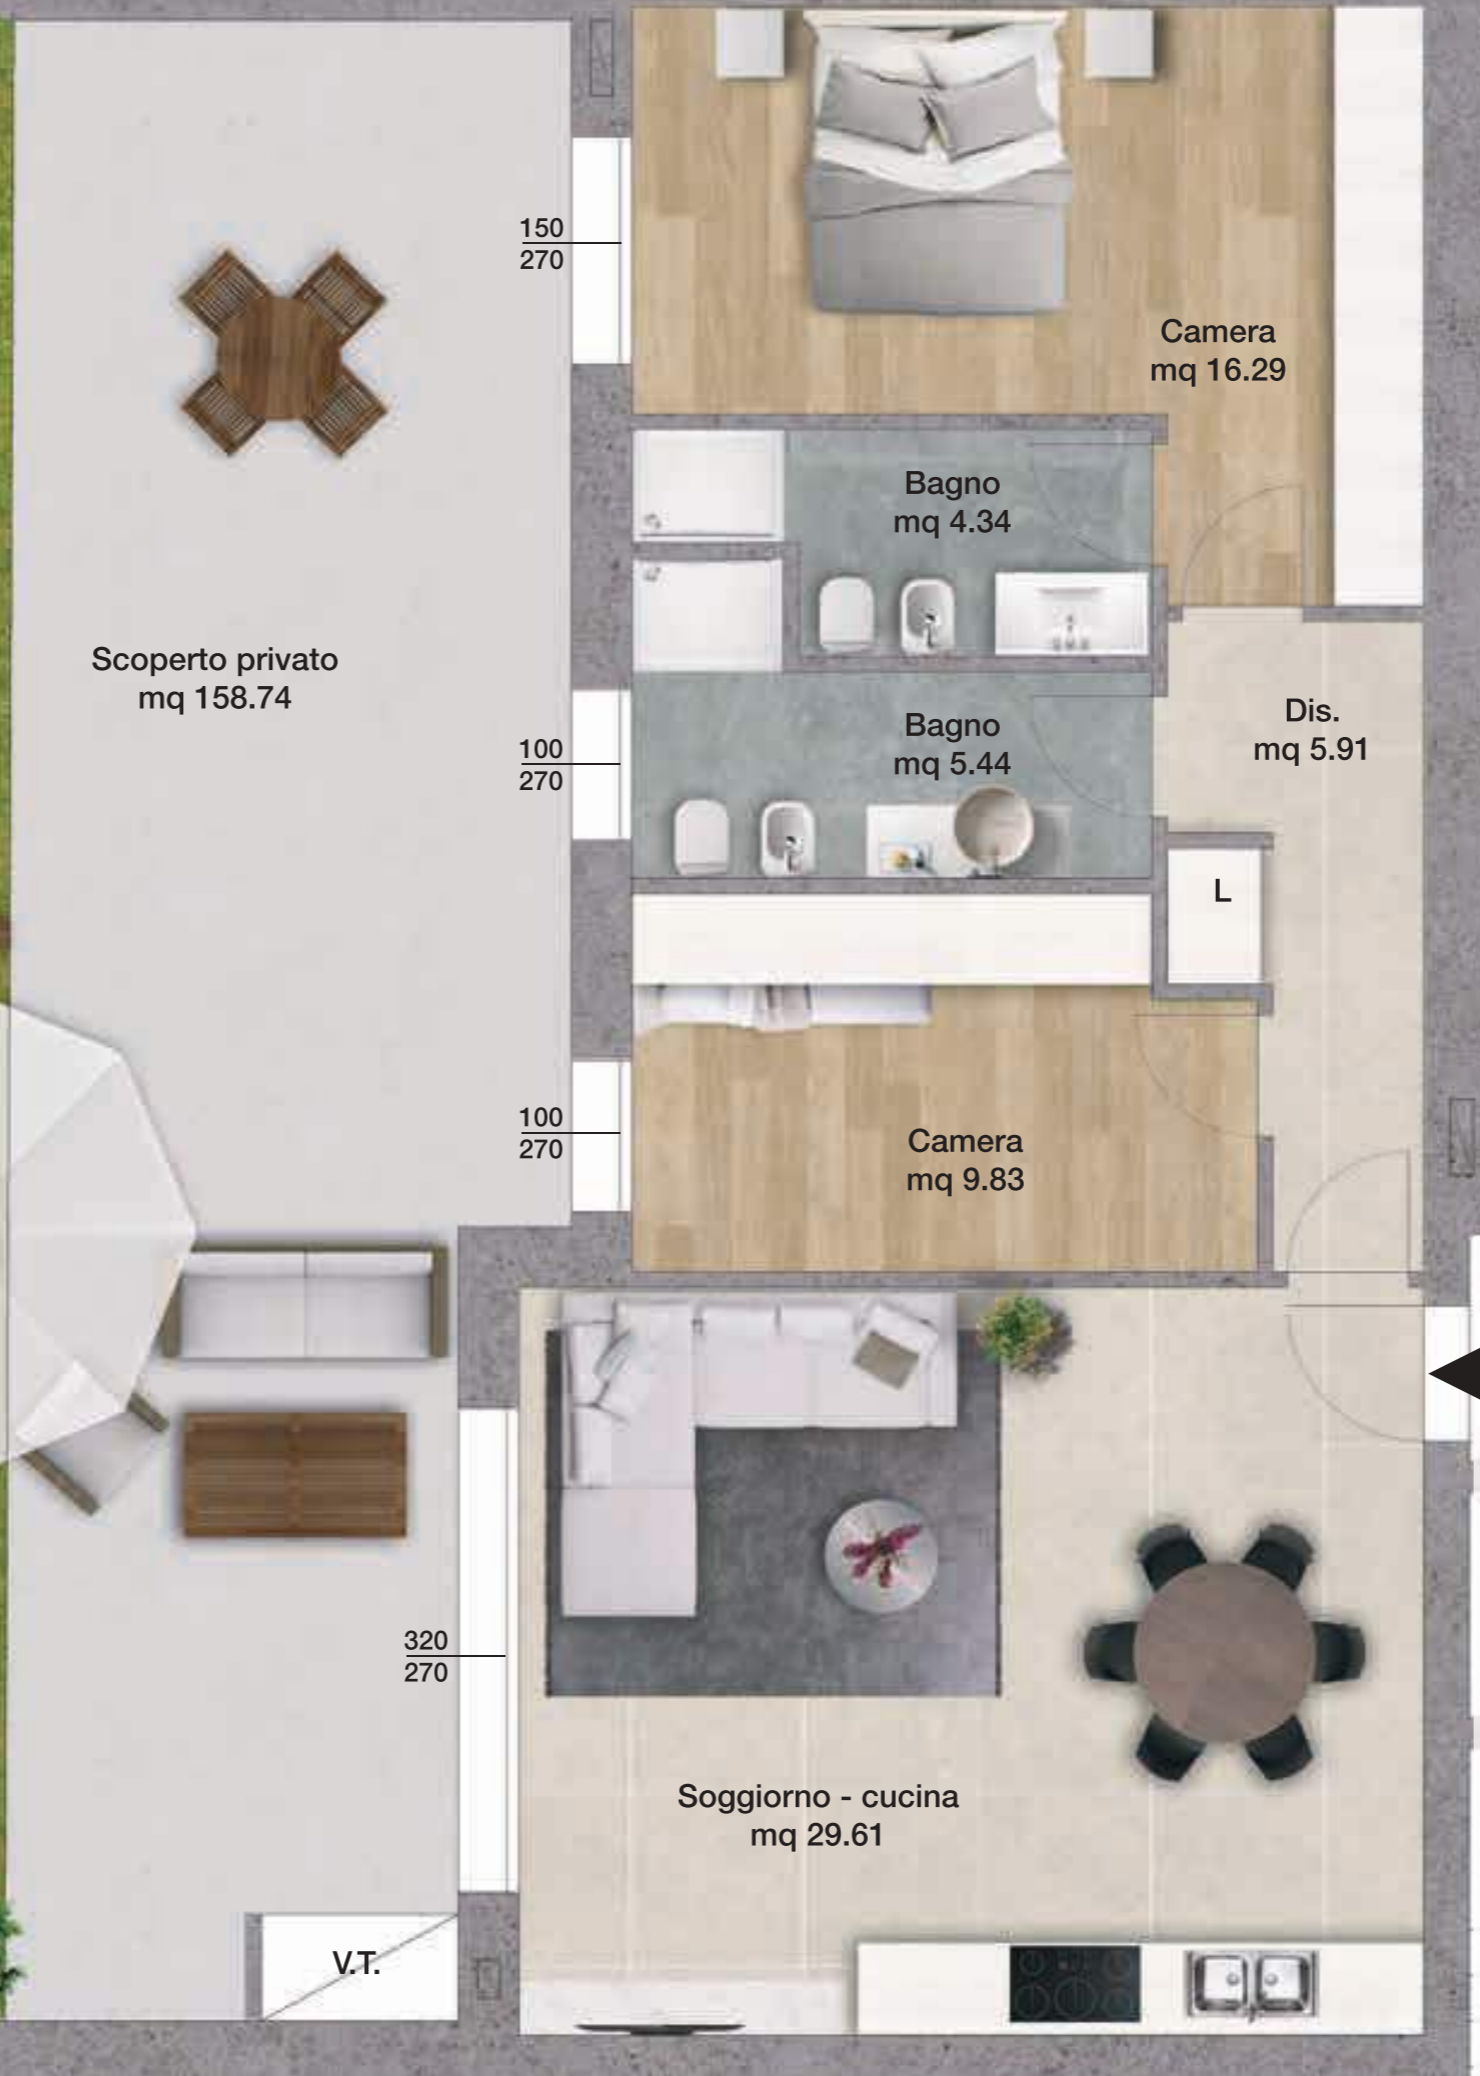 150
270
Camera
mq 16.29
Bagno
mq 4.34
Scoperto privato
mq 158.74
Bagno
mq 5.44
Dis.
mq 5.91
100
270
L
100
270
Camera
mq 9.83
320
270
Soggiorno - cucina
mq 29.61
V.T.